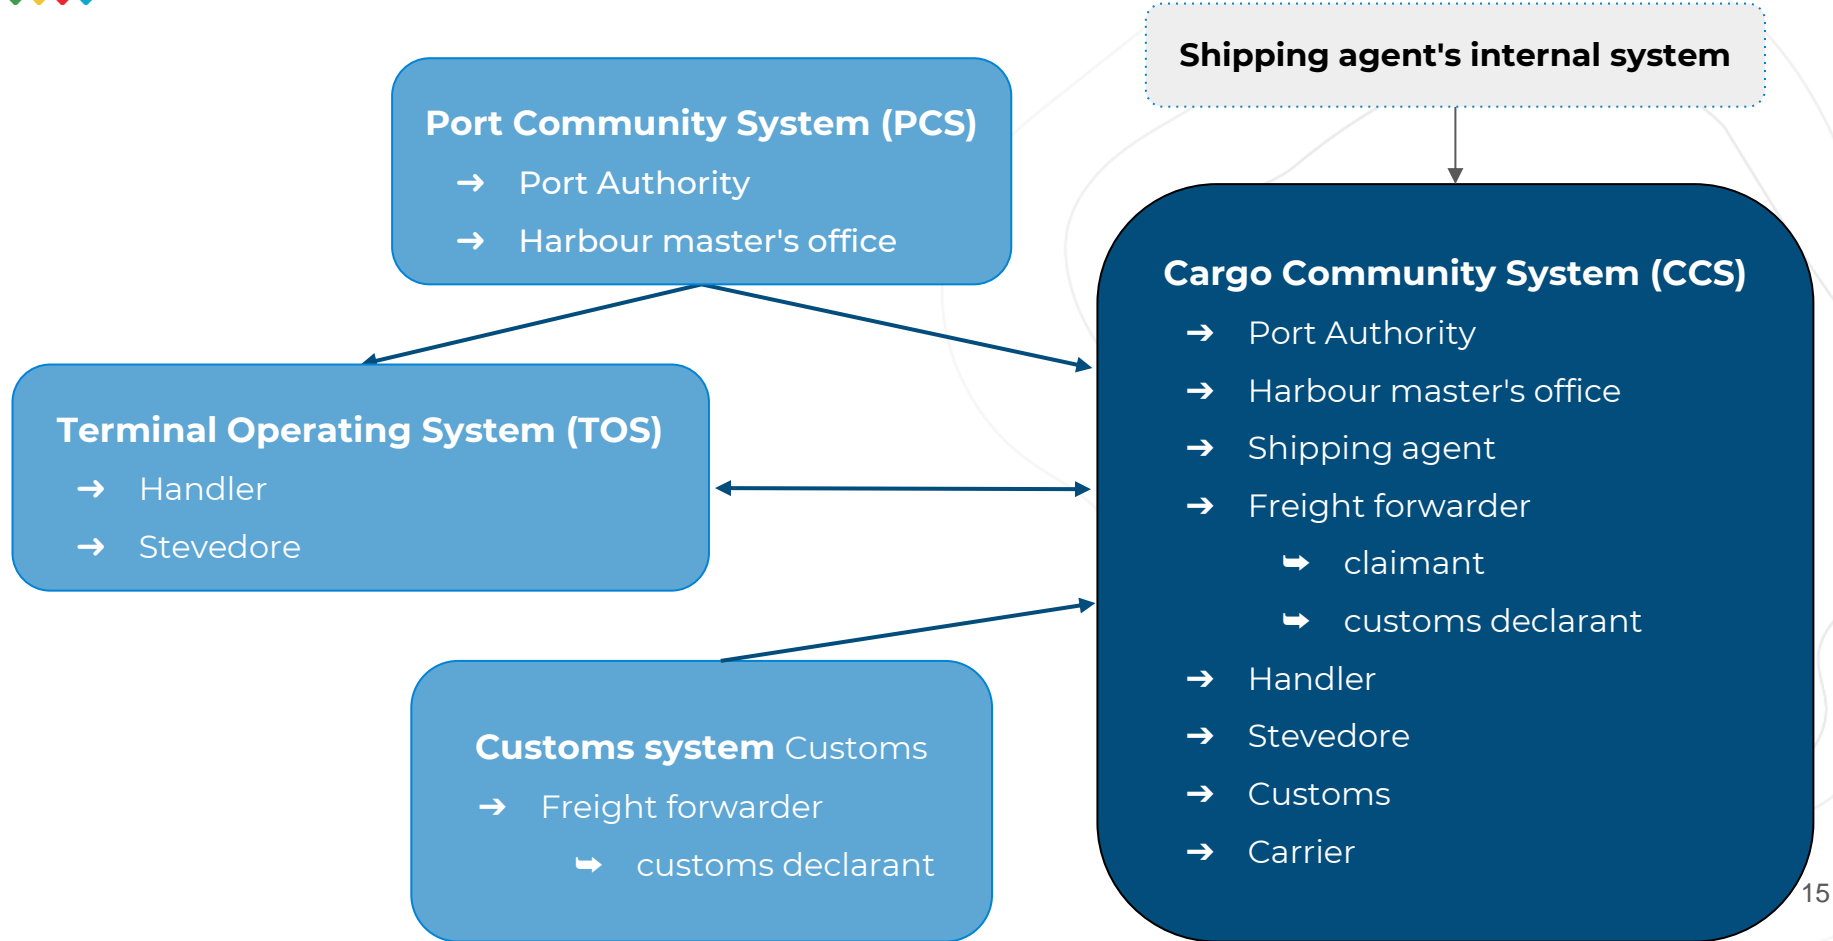 Shipping agent's internal system
Port Community System (PCS)
➔ Port Authority
➔ Harbour master's office
Terminal Operating System (TOS)
➔ Handler
➔ Stevedore
Customs system Customs
➔ Freight forwarder
➥ customs declarant
Cargo Community System (CCS)
➔ Port Authority
➔ Harbour master's office
➔ Shipping agent
➔ Freight forwarder
➥ claimant
➥ customs declarant
➔ Handler
➔ Stevedore
➔ Customs
➔ Carrier
15